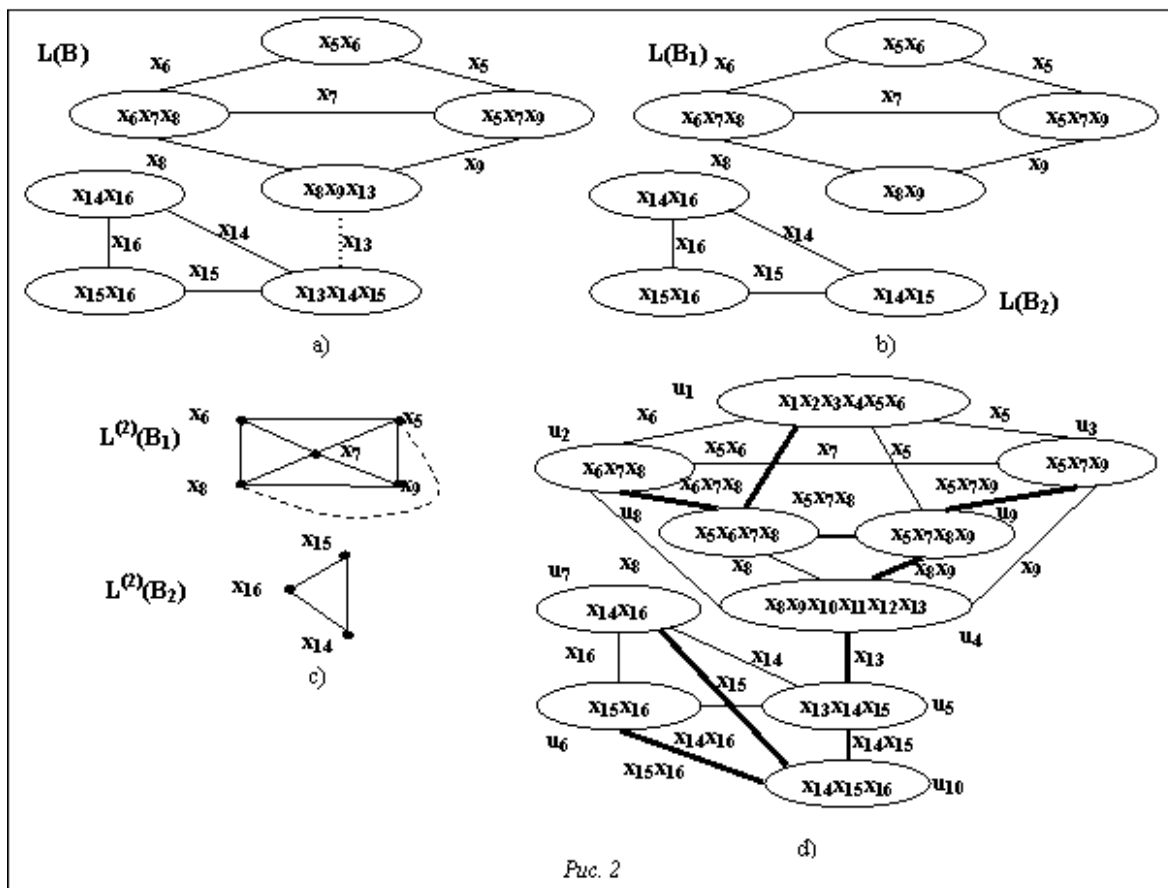 L(B)
x5x6
x6
x5
x7
x6x7x8
x5x7x9
x8
x9
x8x9x13
x14x16
x14
x16
x13
x15
x15x16
x13x14x15
a)
L(B1)
x5x6
x6
x5
x7
x6x7x8
x5x7x9
x8
x9
x8x9
x14x16
x14
x16
x15
x15x16
x14x15
L(B2)
b)
x6
x5
L(2)(B1)
x7
x8
x9
x15
x16
L(2)(B2)
x14
c)
u1
x1x2x3x4x5x6
x6
x5
u2
u3
x5x6
x7
x5
x6x7x8
x5x7x9
x6x7x8
x5x7x8
x5x7x9
u8
u9
x5x6x7x8
x5x7x8x9
x8
x8
x8x9
x9
u7
x14x16
x8x9x10x11x12x13
u4
x16
x14
x13
x15
x15x16
x13x14x15
u5
u6
x14x16
x14x15
x15x16
x14x15x16
u10
d)
Рис. 2